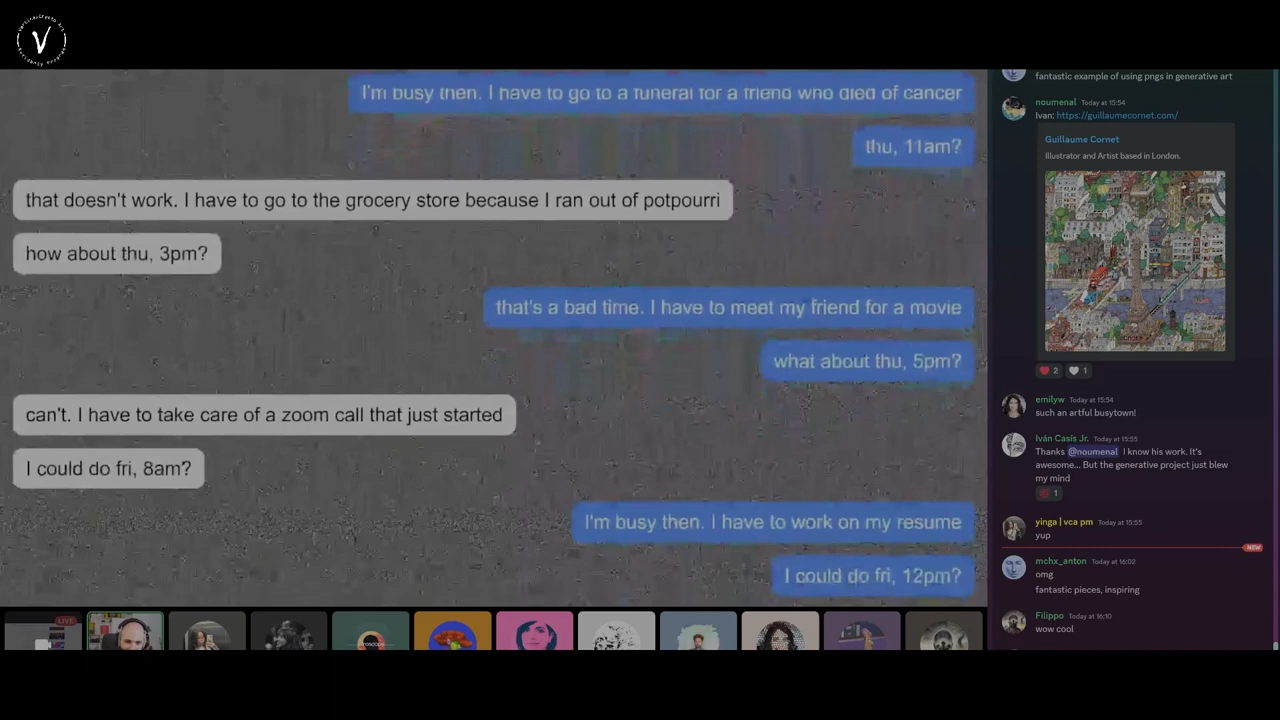 VerticalCrypto Art
Residency Program
V
I'm busy then. I have to go to a funeral for a friend who died of cancer
thu, 11am?
that doesn't work. I have to go to the grocery store because I ran out of potpourri
how about thu, 3pm?
that's a bad time. I have to meet my friend for a movie
what about thu, 5pm?
can't. I have to take care of a zoom call that just started
I could do fri, 8am?
I'm busy then. I have to work on my resume
I could do fri, 12pm?
LIVE
fantastic example of using pngs in generative art
noumenal Today at 15:54
Ivan: https://guillaumecornet.com/
Guillaume Cornet
Illustrator and Artist based in London.
2 1
emilyw Today at 15:54
such an artful busytown!
Iván Casís Jr. Today at 15:55
Thanks @noumenal I know his work. It's
awesome... But the generative project just blew
my mind
1
yinga | vca pm Today at 15:55
yup
NEW
mchx_anton Today at 16:02
omg
fantastic pieces, inspiring
Filippo Today at 16:10
wow cool